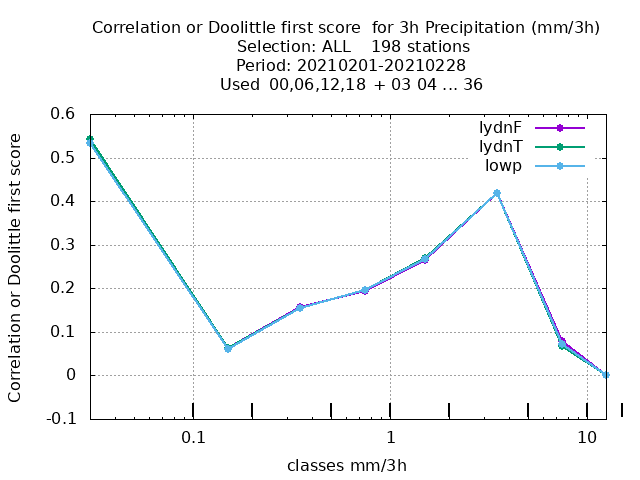 Correlation or Doolittle first score  for 3h Precipitation (mm/3h)
Selection: ALL    198 stations
Period: 20210201-20210228
Used  00,06,12,18  + 03 04 ... 36
Correlation or Doolittle first score
0.6
0.5
0.4
0.3
0.2
0.1
0
-0.1
lydnF
lydnT
lowp
0.1 1 10
classes mm/3h